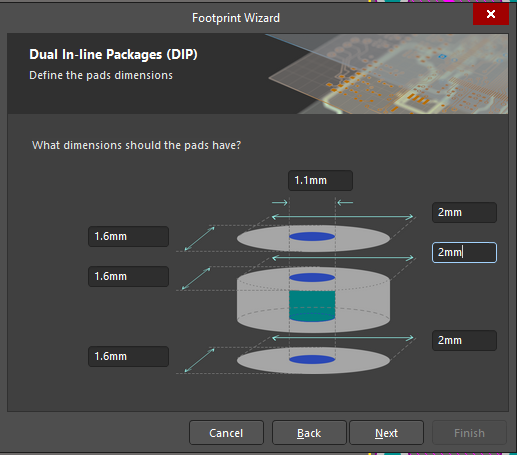 Footprint Wizard
Dual In-line Packages (DIP)
Define the pads dimensions
What dimensions should the pads have?
1.1mm
2mm
1.6mm
2mm
1.6mm
2mm
1.6mm
Cancel
Back
Next
Finish